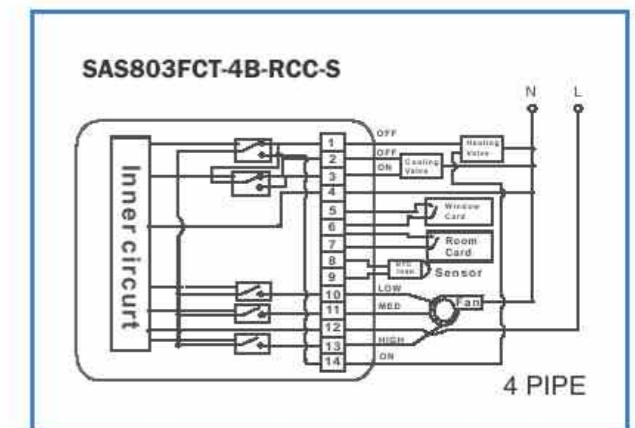 SAS803FCT-4B-RCC-S
N L
OFF
OFF
ON
Heating
Valve
Cooling
Valve
Inner circurt
1
2
3
4
5
6
7
8
9
10
11
12
13
14
Window
Card
Room
Card
Sensor
LOW
MED
HIGH
ON
Fan
4 PIPE